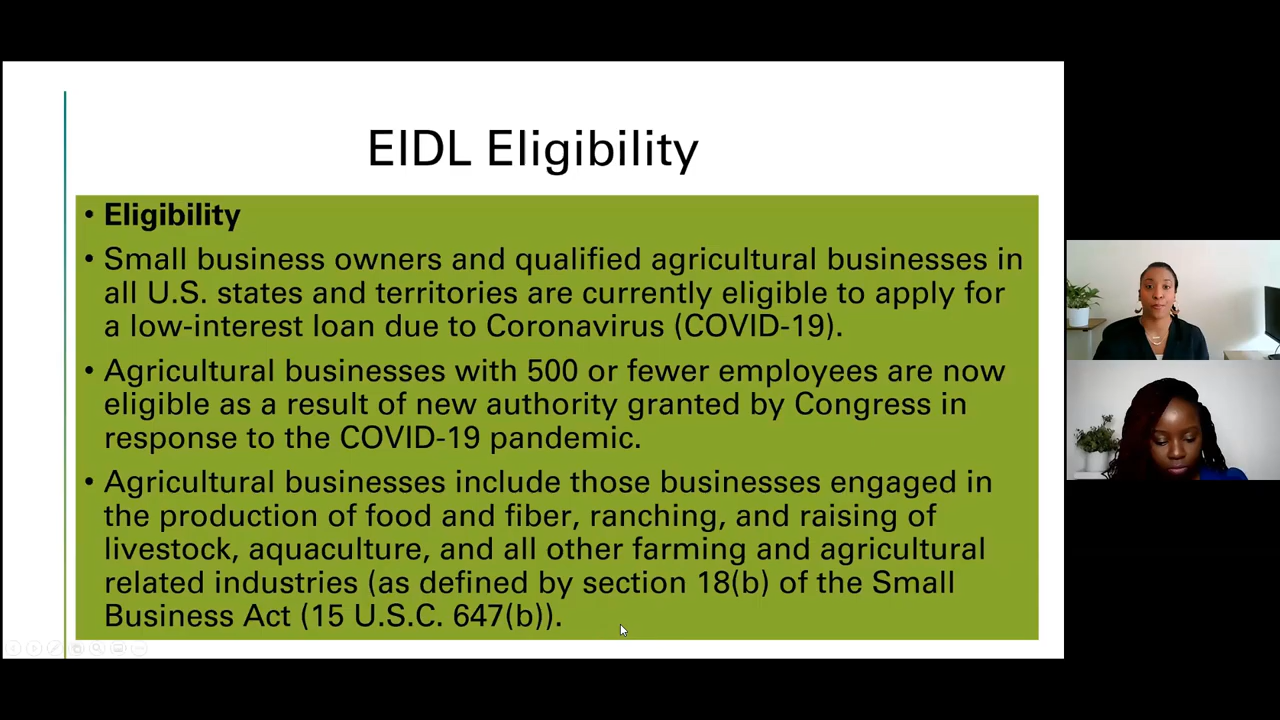 EIDL Eligibility
• Eligibility
• Small business owners and qualified agricultural businesses in
all U.S. states and territories are currently eligible to apply for
a low-interest loan due to Coronavirus (COVID-19).
• Agricultural businesses with 500 or fewer employees are now
eligible as a result of new authority granted by Congress in
response to the COVID-19 pandemic.
• Agricultural businesses include those businesses engaged in
the production of food and fiber, ranching, and raising of
livestock, aquaculture, and all other farming and agricultural
related industries (as defined by section 18(b) of the Small
Business Act (15 U.S.C. 647(b)).